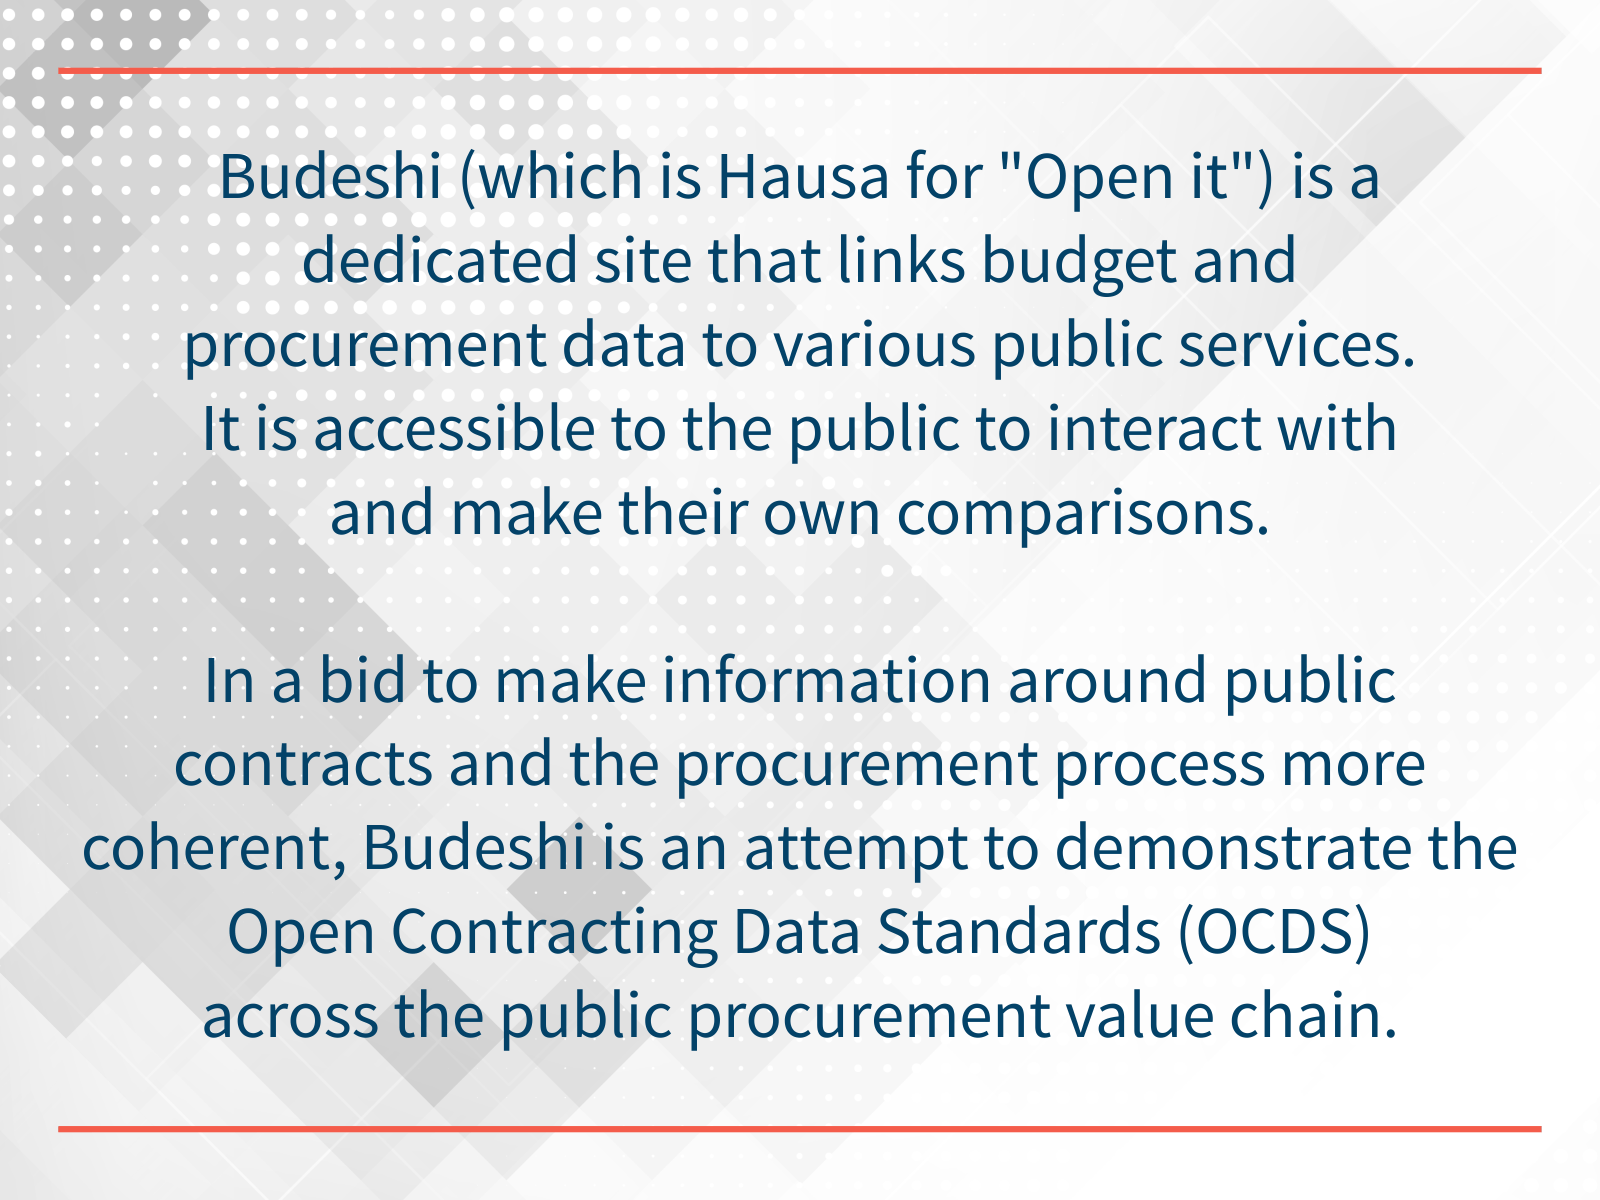 Budeshi (which is Hausa for "Open it") is a
dedicated site that links budget and
procurement data to various public services.
It is accessible to the public to interact with
and make their own comparisons.
In a bid to make information around public
contracts and the procurement process more
coherent, Budeshi is an attempt to demonstrate the
Open Contracting Data Standards (OCDS)
across the public procurement value chain.